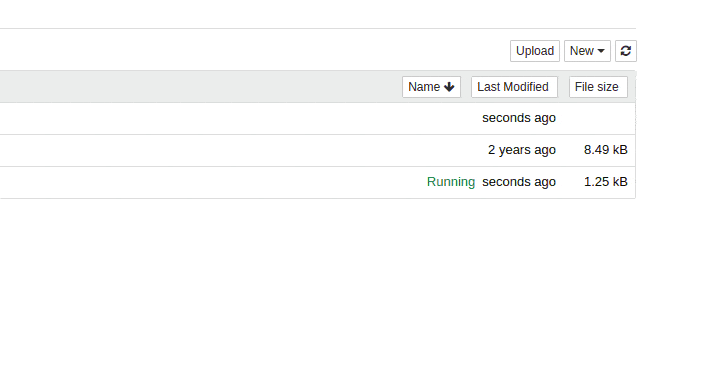 Upload New
Name Last Modified File size
seconds ago
2 years ago 8.49 kB
Running seconds ago 1.25 kB